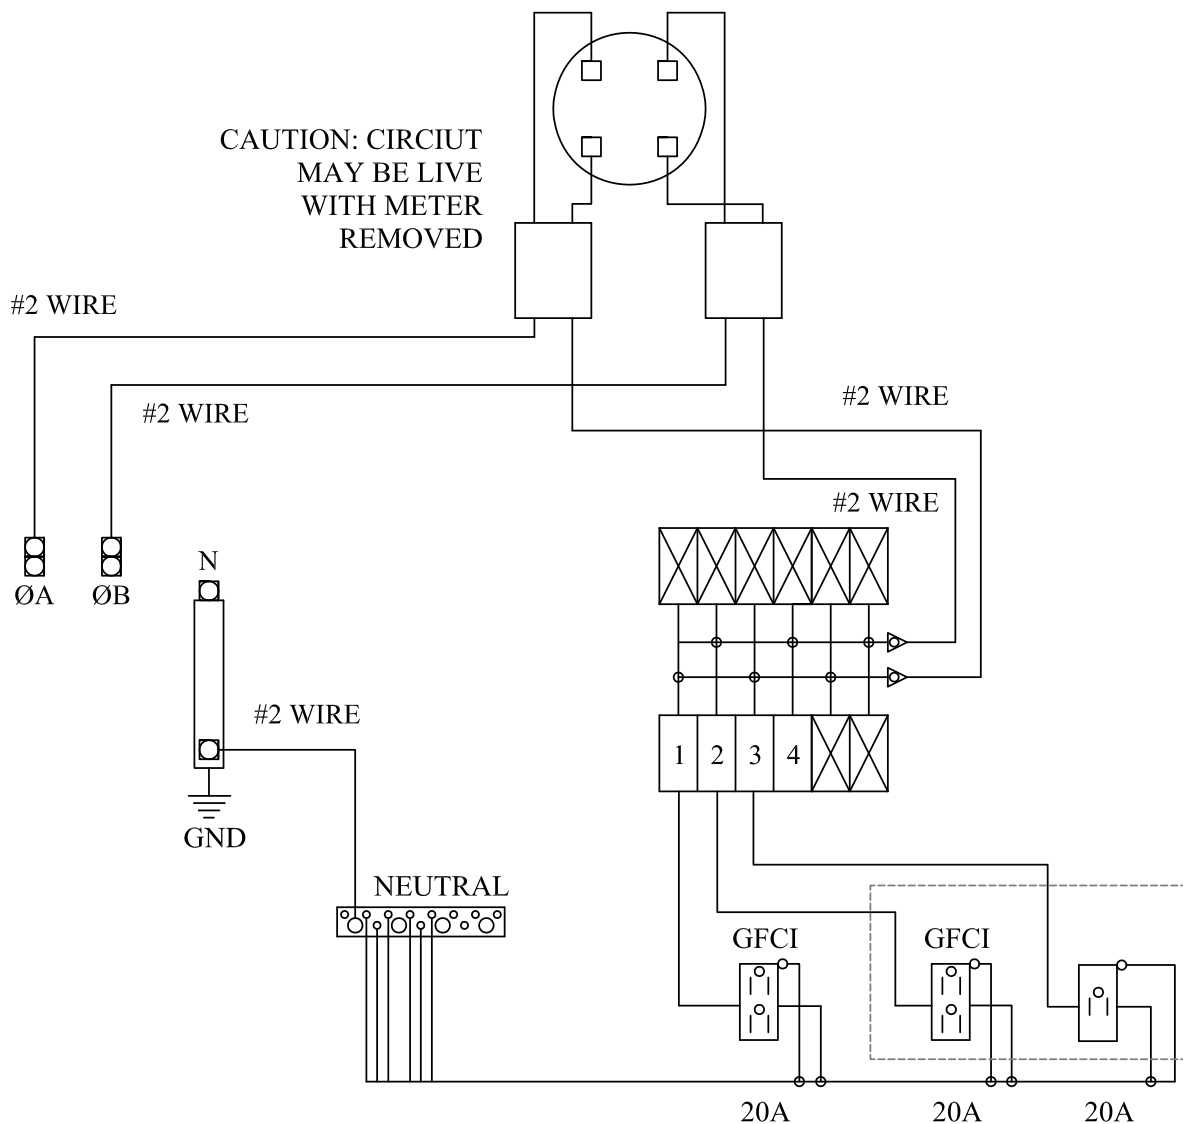 CAUTION: CIRCIUT
MAY BE LIVE
WITH METER
REMOVED
#2 WIRE
#2 WIRE
#2 WIRE
#2 WIRE
ØA
ØB
N
#2 WIRE
GND
1 2 3 4
NEUTRAL
GFCI
GFCI
20A
20A
20A